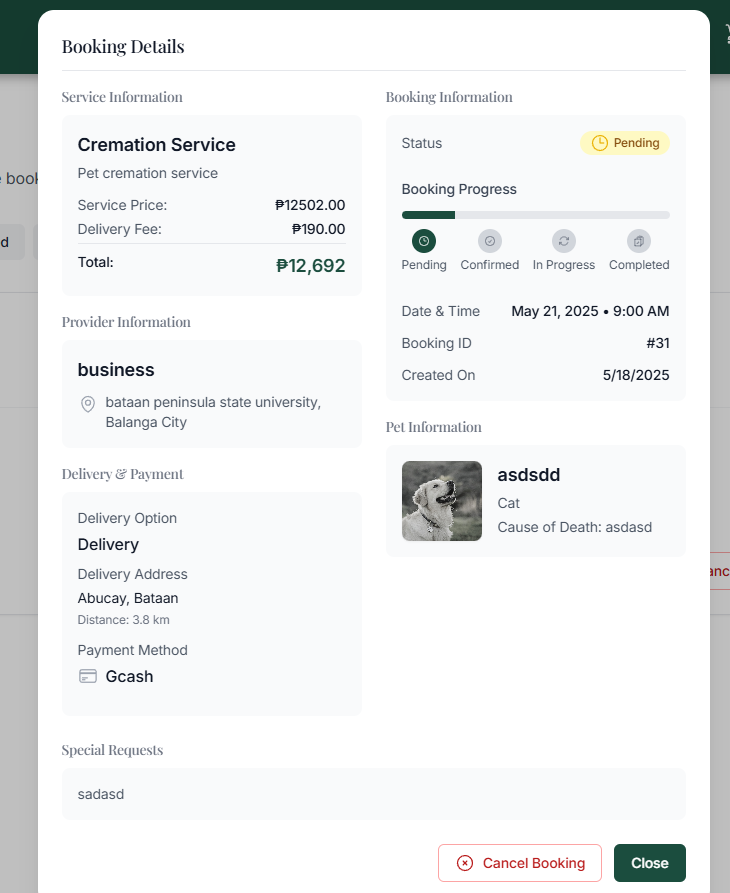 Booking Details
Service Information
Cremation Service
Pet cremation service
Service Price: ₱12502.00
Delivery Fee: ₱190.00
Total: ₱12,692
Provider Information
business
bataan peninsula state university,
Balanga City
Delivery & Payment
Delivery Option
Delivery
Delivery Address
Abucay, Bataan
Distance: 3.8 km
Payment Method
Gcash
Booking Information
Status Pending
Booking Progress
Pending Confirmed In Progress Completed
Date & Time May 21, 2025 • 9:00 AM
Booking ID #31
Created On 5/18/2025
Pet Information
asdsdd
Cat
Cause of Death: asdasd
Special Requests
sadasd
Cancel Booking Close